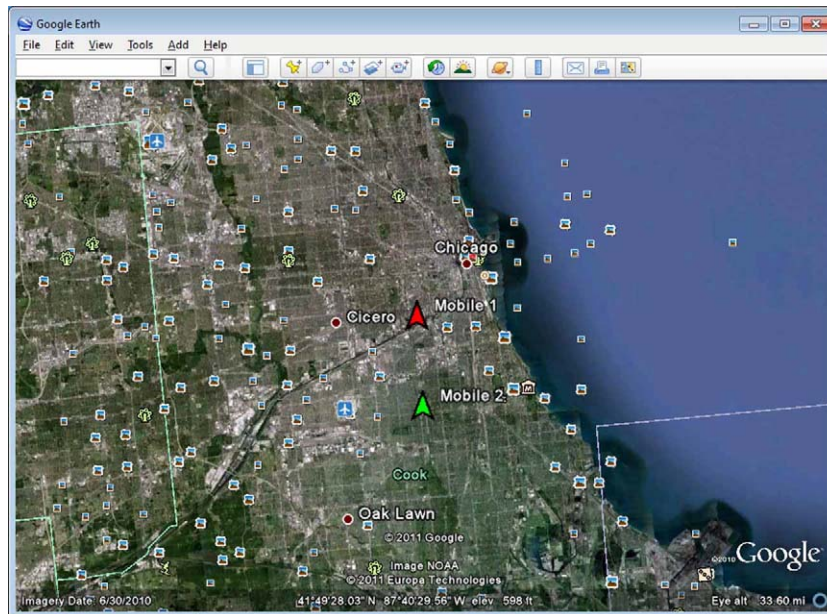 Google Earth
File Edit View Tools Add Help
Chicago
Mobile 1
Cicero
Mobile 2
Cook
Oak Lawn
© 2011 Google
Image NOAA
© 2011 Europa Technologies
©2010 Google
Imagery Date: 6/30/2010 41°49'28.03" N 87°40'29.56" W elev 598 ft Eye alt 33.60 mi